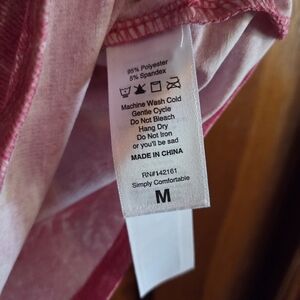 95% Polyester
5% Spandex
Machine Wash Cold
Gentle Cycle
Do Not Bleach
Hang Dry
Do Not Iron
or you'll be sad
MADE IN CHINA
RN#142161
Simply Comfortable
M